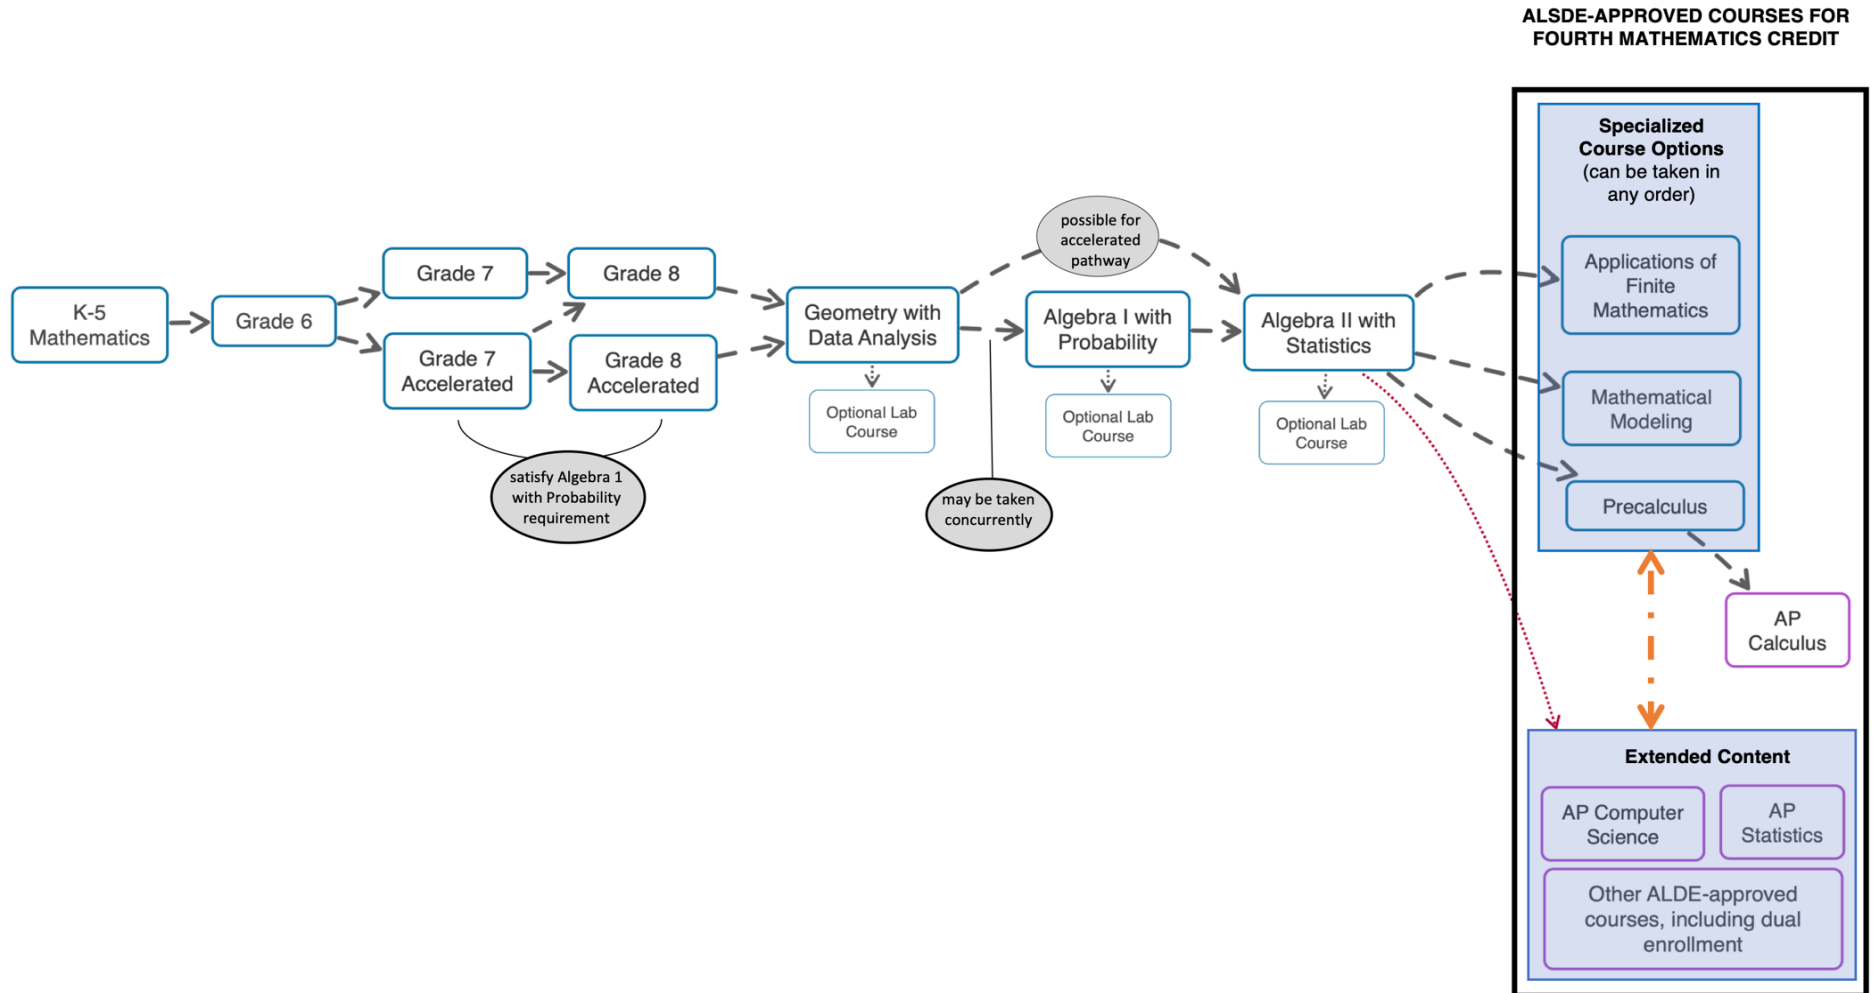 ALSDE-APPROVED COURSES FOR
FOURTH MATHEMATICS CREDIT
K-5
Mathematics
Grade 6
Grade 7
Grade 8
Grade 7
Accelerated
Grade 8
Accelerated
satisfy Algebra 1
with Probability
requirement
Geometry with
Data Analysis
Optional Lab
Course
may be taken
concurrently
possible for
accelerated
pathway
Algebra I with
Probability
Optional Lab
Course
Algebra II with
Statistics
Optional Lab
Course
Specialized
Course Options
(can be taken in
any order)
Applications of
Finite
Mathematics
Mathematical
Modeling
Precalculus
AP
Calculus
Extended Content
AP Computer
Science
AP
Statistics
Other ALDE-approved
courses, including dual
enrollment